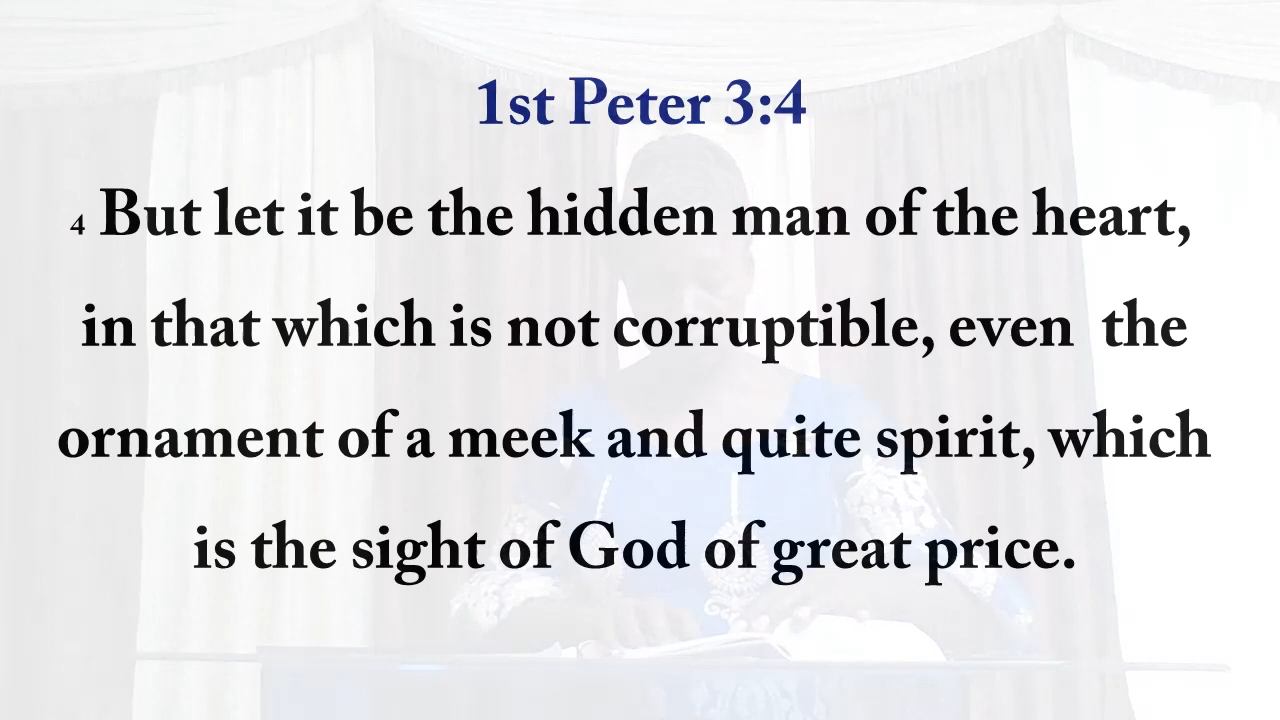 1st Peter 3:4
4 But let it be the hidden man of the heart,
in that which is not corruptible, even  the
ornament of a meek and quite spirit, which
is the sight of God of great price.